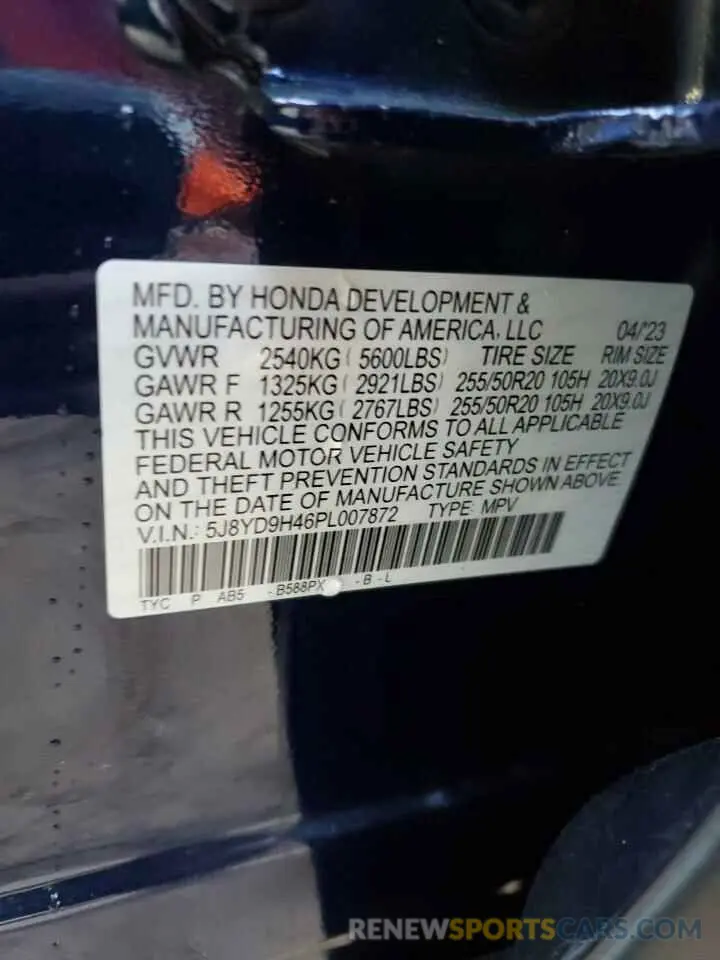 MFD. BY HONDA DEVELOPMENT &
MANUFACTURING OF AMERICA, LLC 04/'23
GVWR 2540KG ( 5600LBS) TIRE SIZE RIM SIZE
GAWR F 1325KG ( 2921LBS) 255/50R20 105H 20X9.0J
GAWR R 1255KG ( 2767LBS) 255/50R20 105H 20X9.0J
THIS VEHICLE CONFORMS TO ALL APPLICABLE
FEDERAL MOTOR VEHICLE SAFETY
AND THEFT PREVENTION STANDARDS IN EFFECT
ON THE DATE OF MANUFACTURE SHOWN ABOVE.
V.I.N.: 5J8YD9H46PL007872 TYPE: MPV
TYC P AB5 -B588PX -B-L
RENEWSPORTSCARS.COM